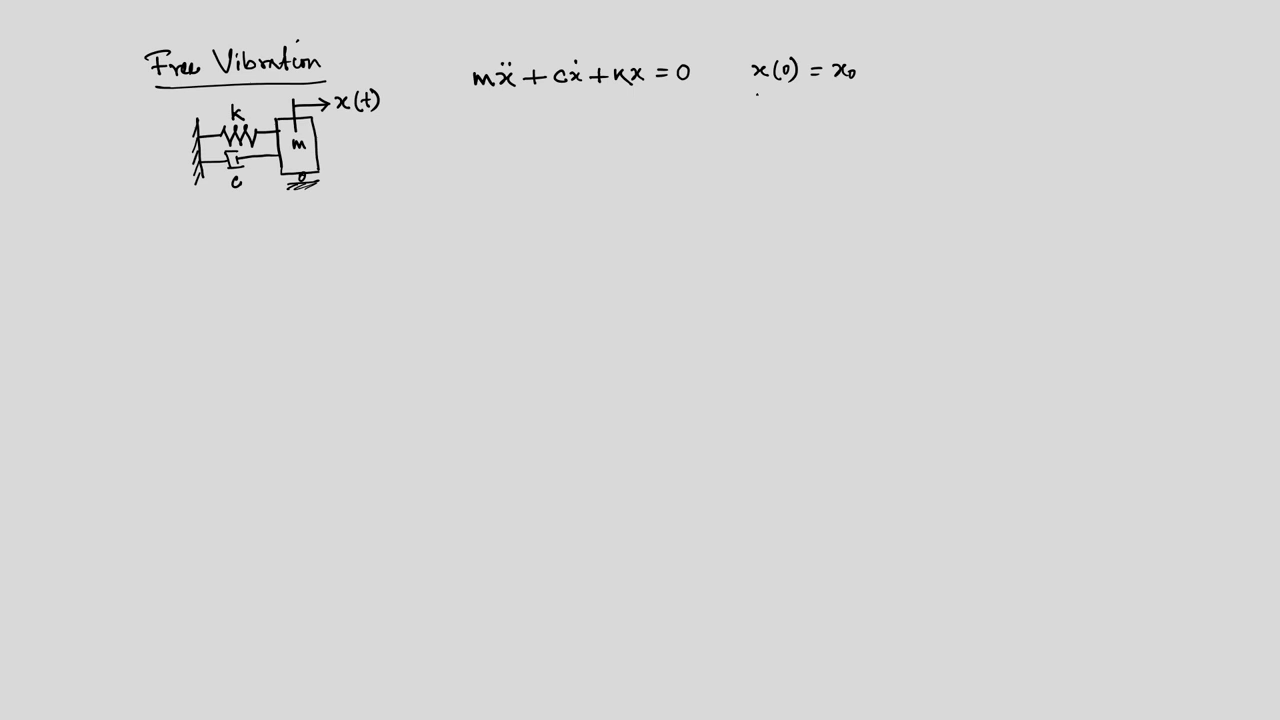 Free Vibration
mẍ + cẋ + kx = 0 x(0) = x₀
x(t)
k
m
c